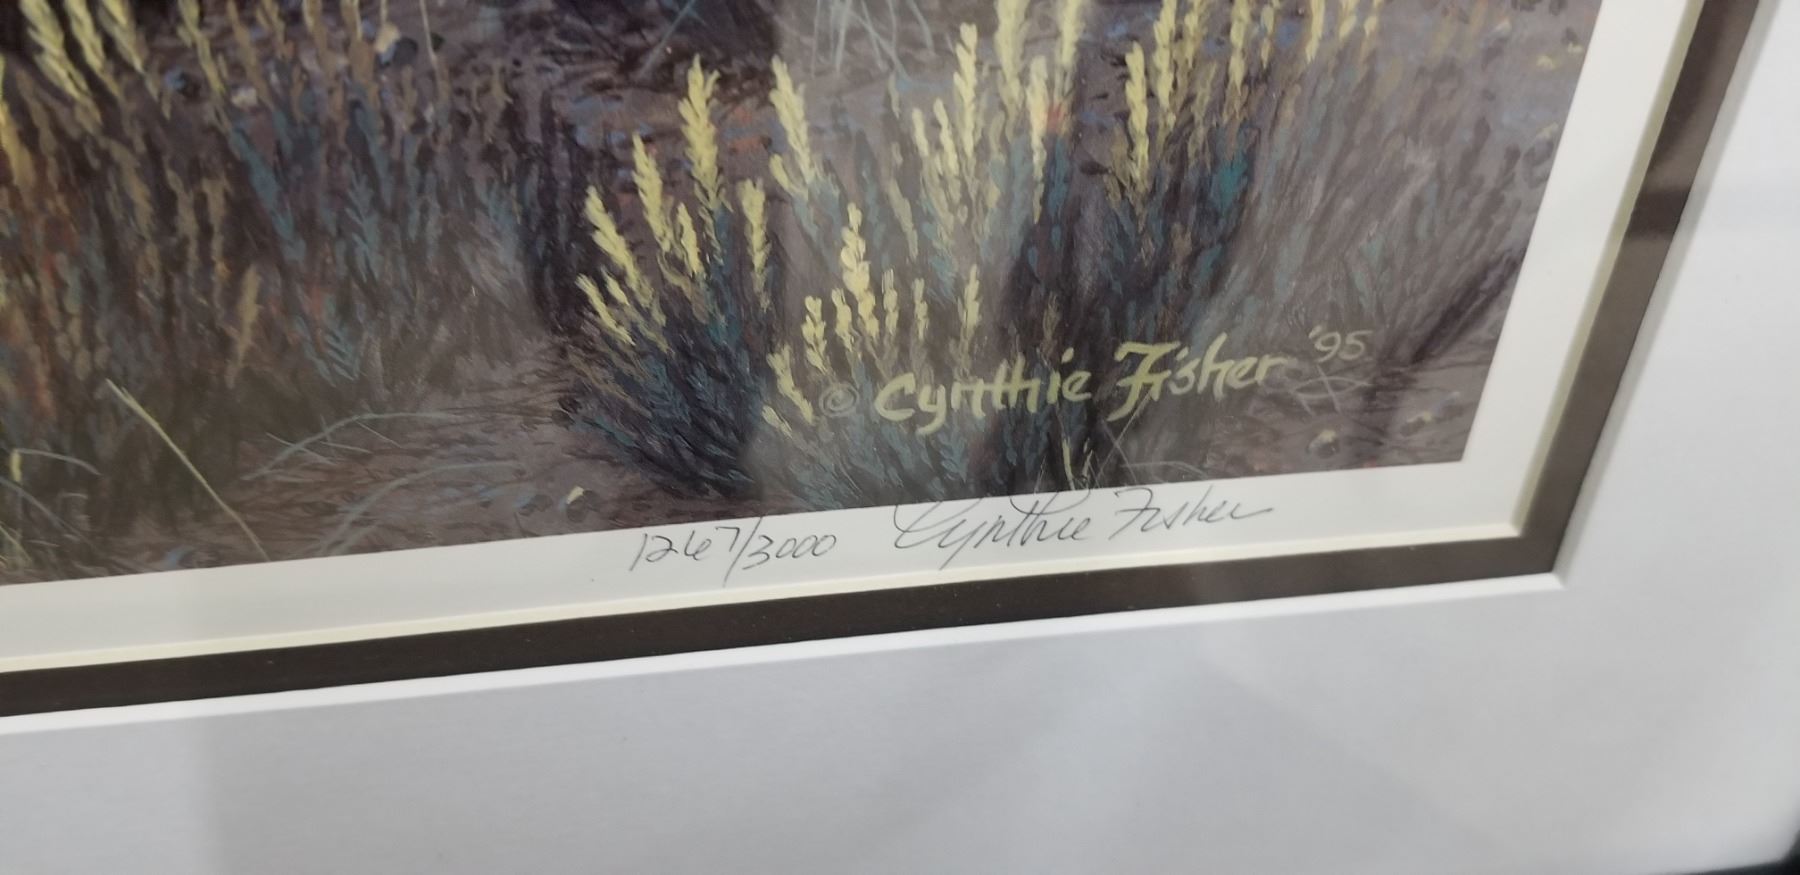 © Cynthie Fisher '95
1267/3000 Cynthie Fisher